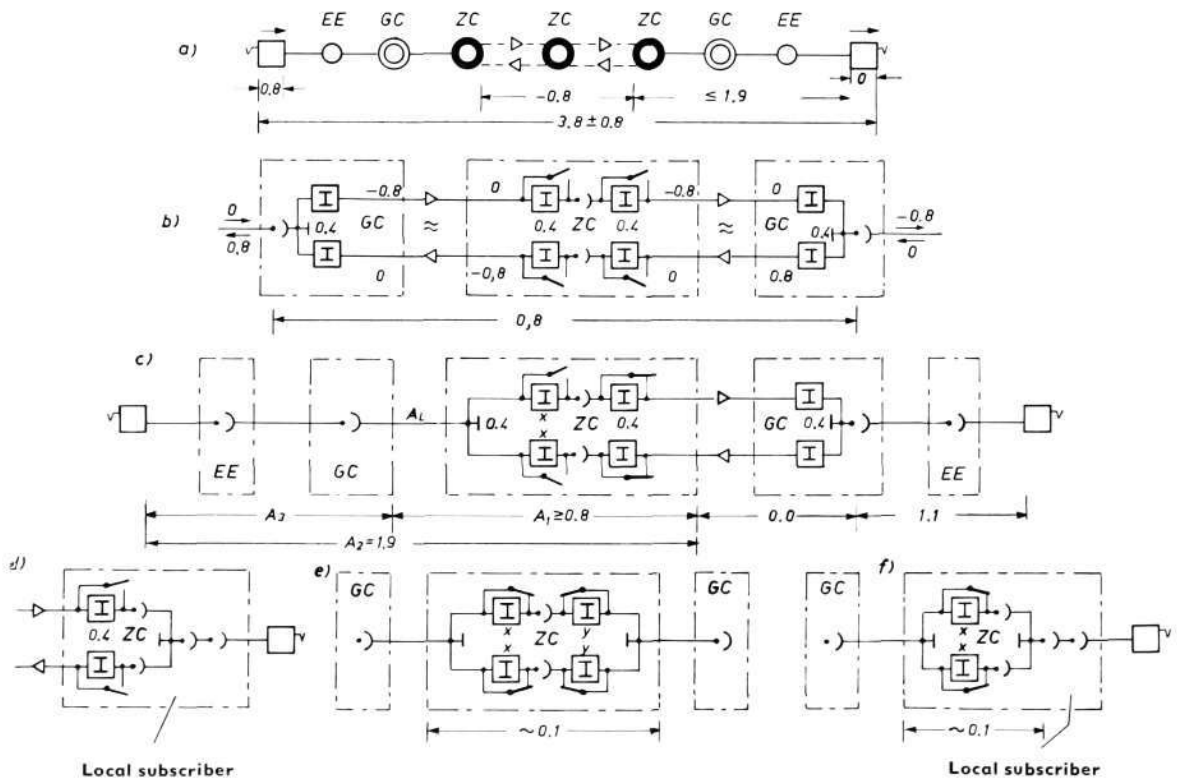 EE GC ZC ZC ZC GC EE
a)
0.8 -0.8 ≤ 1.9 0
3.8 ± 0.8
b)
-0.8 0 -0.8 0
0 0.4 GC ≈ 0.4 ZC 0.4 ≈ GC 0.4 -0.8
0,8 0
0 -0,8 0 0.8
0,8
c)
A_L 0.4 x ZC 0.4 GC 0.4
x
EE GC EE
A_3 A_1 ≥ 0.8 0.0 1.1
A_2 = 1.9
d) e) f)
GC GC GC
0.4 ZC x ZC y x ZC
x y x
~ 0.1 ~ 0.1
Local subscriber Local subscriber